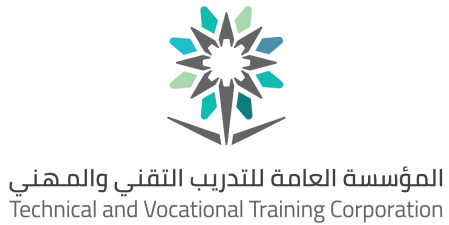 المؤسسة العامة للتدريب التقني والمهني
Technical and Vocational Training Corporation